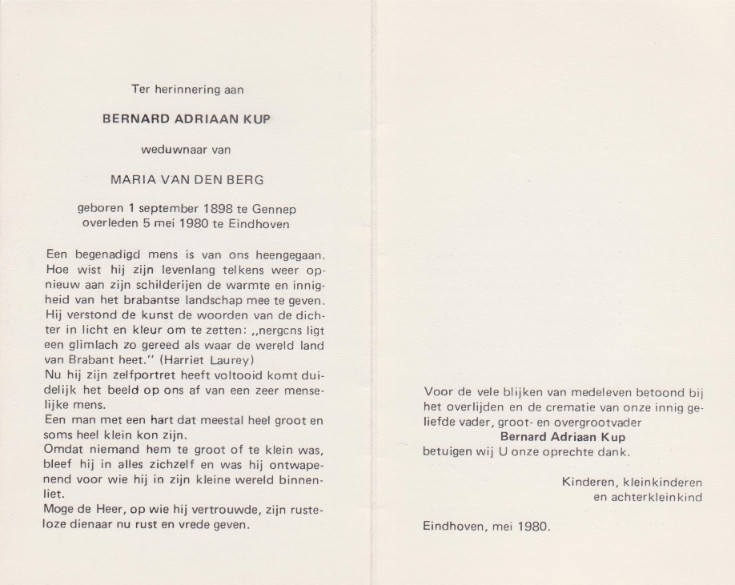 Ter herinnering aan
BERNARD ADRIAAN KUP
weduwnaar van
MARIA VAN DEN BERG
geboren 1 september 1898 te Gennep
overleden 5 mei 1980 te Eindhoven
Een begenadigd mens is van ons heengegaan.
Hoe wist hij zijn levenlang telkens weer op-
nieuw aan zijn schilderijen de warmte en innig-
heid van het brabantse landschap mee te geven.
Hij verstond de kunst de woorden van de dich-
ter in licht en kleur om te zetten: „nergens ligt
een glimlach zo gereed als waar de wereld land
van Brabant heet.” (Harriet Laurey)
Nu hij zijn zelfportret heeft voltooid komt dui-
delijk het beeld op ons af van een zeer mense-
lijke mens.
Een man met een hart dat meestal heel groot en
soms heel klein kon zijn.
Omdat niemand hem te groot of te klein was,
bleef hij in alles zichzelf en was hij ontwape-
nend voor wie hij in zijn kleine wereld binnen-
liet.
Moge de Heer, op wie hij vertrouwde, zijn ruste-
loze dienaar nu rust en vrede geven.
Voor de vele blijken van medeleven betoond bij
het overlijden en de crematie van onze innig ge-
liefde vader, groot- en overgrootvader
Bernard Adriaan Kup
betuigen wij U onze oprechte dank.
Kinderen, kleinkinderen
en achterkleinkind
Eindhoven, mei 1980.